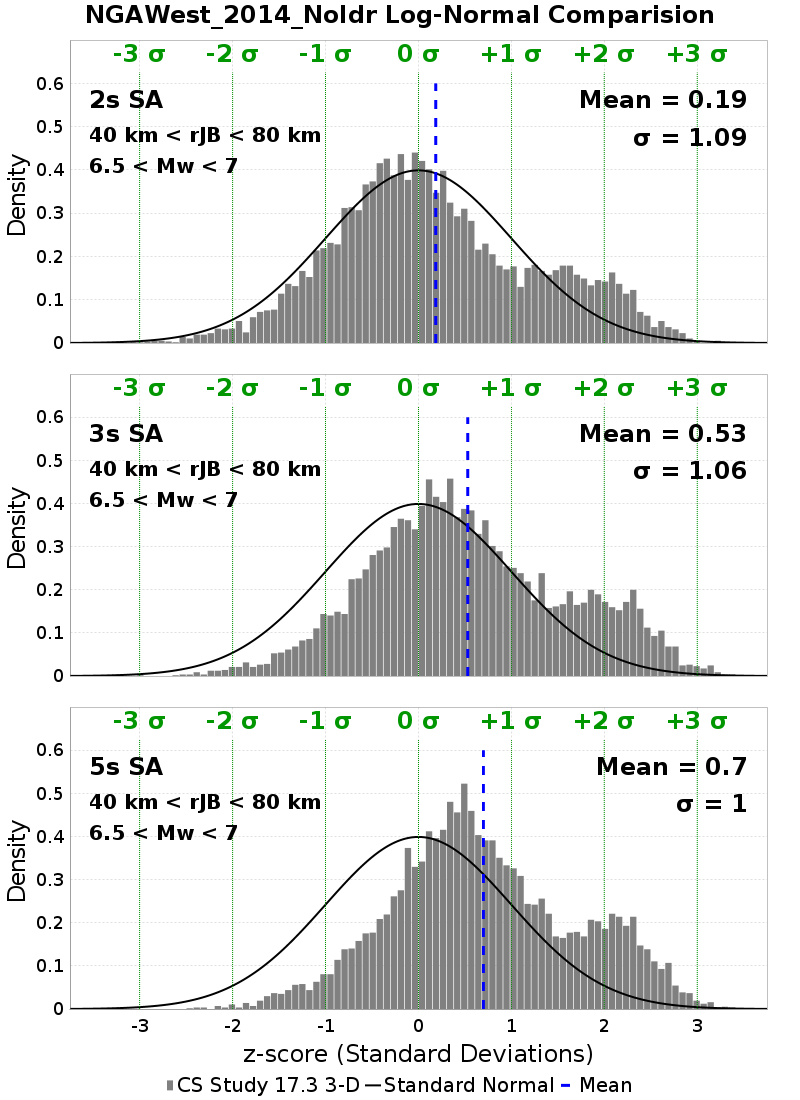 NGAWest_2014_NoIdr Log-Normal Comparision
-3 σ -2 σ -1 σ 0 σ +1 σ +2 σ +3 σ
0.6
2s SA Mean = 0.19
0.5
40 km < rJB < 80 km σ = 1.09
6.5 < Mw < 7
0.4
0.3
0.2
0.1
0
Density
-3 σ -2 σ -1 σ 0 σ +1 σ +2 σ +3 σ
0.6
3s SA Mean = 0.53
0.5
40 km < rJB < 80 km σ = 1.06
6.5 < Mw < 7
0.4
0.3
0.2
0.1
0
Density
-3 σ -2 σ -1 σ 0 σ +1 σ +2 σ +3 σ
0.6
5s SA Mean = 0.7
0.5
40 km < rJB < 80 km σ = 1
6.5 < Mw < 7
0.4
0.3
0.2
0.1
0
Density
-3 -2 -1 0 1 2 3
z-score (Standard Deviations)
CS Study 17.3 3-D Standard Normal Mean